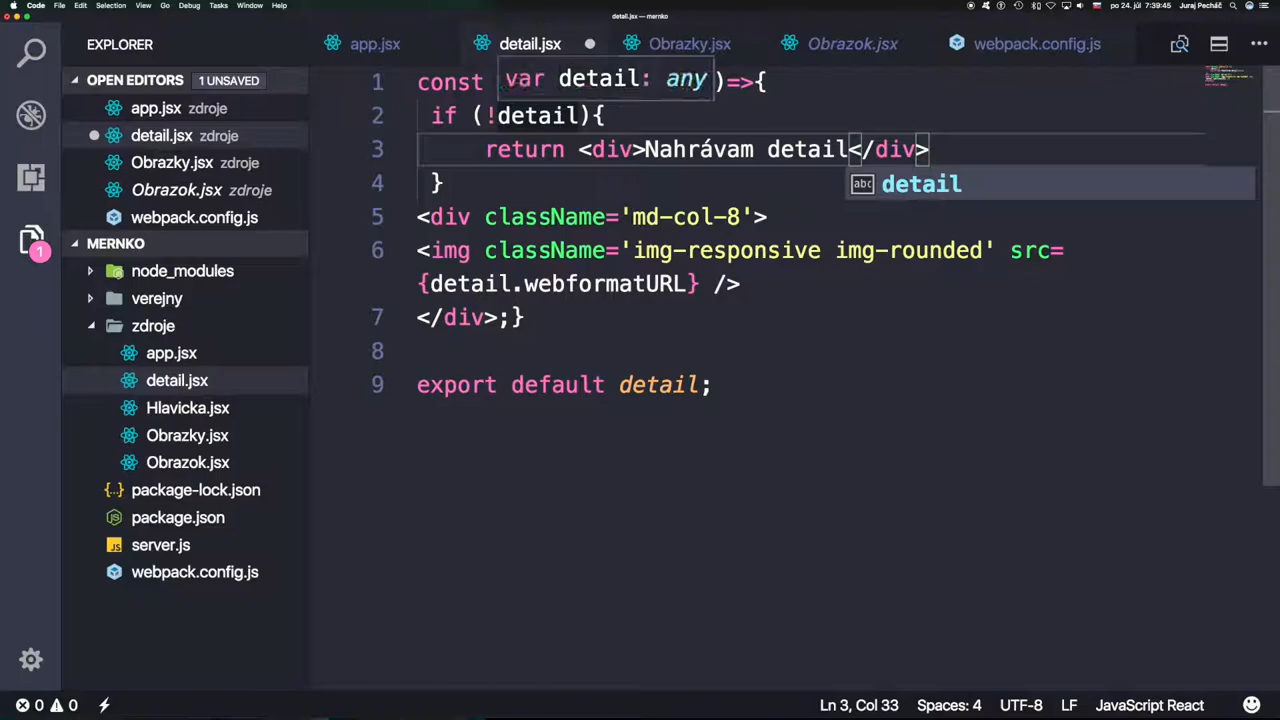 Code File Edit Selection View Go Debug Tasks Window Help
po 24. júl 7:39:45 Juraj Pecháč
detail.jsx — mernko
EXPLORER
OPEN EDITORS 1 UNSAVED
app.jsx zdroje
detail.jsx zdroje
Obrazky.jsx zdroje
Obrazok.jsx zdroje
webpack.config.js
MERNKO
node_modules
verejny
zdroje
app.jsx
detail.jsx
Hlavicka.jsx
Obrazky.jsx
Obrazok.jsx
package-lock.json
package.json
server.js
webpack.config.js
1
app.jsx detail.jsx Obrazky.jsx Obrazok.jsx webpack.config.js
var detail: any
1 const )=>{
2 if (!detail){
3 return <div>Nahrávam detail</div>
abc detail
4 }
5 <div className='md-col-8'>
6 <img className='img-responsive img-rounded' src=
{detail.webformatURL} />
7 </div>;}
8
9 export default detail;
0 0 Ln 3, Col 33 Spaces: 4 UTF-8 LF JavaScript React